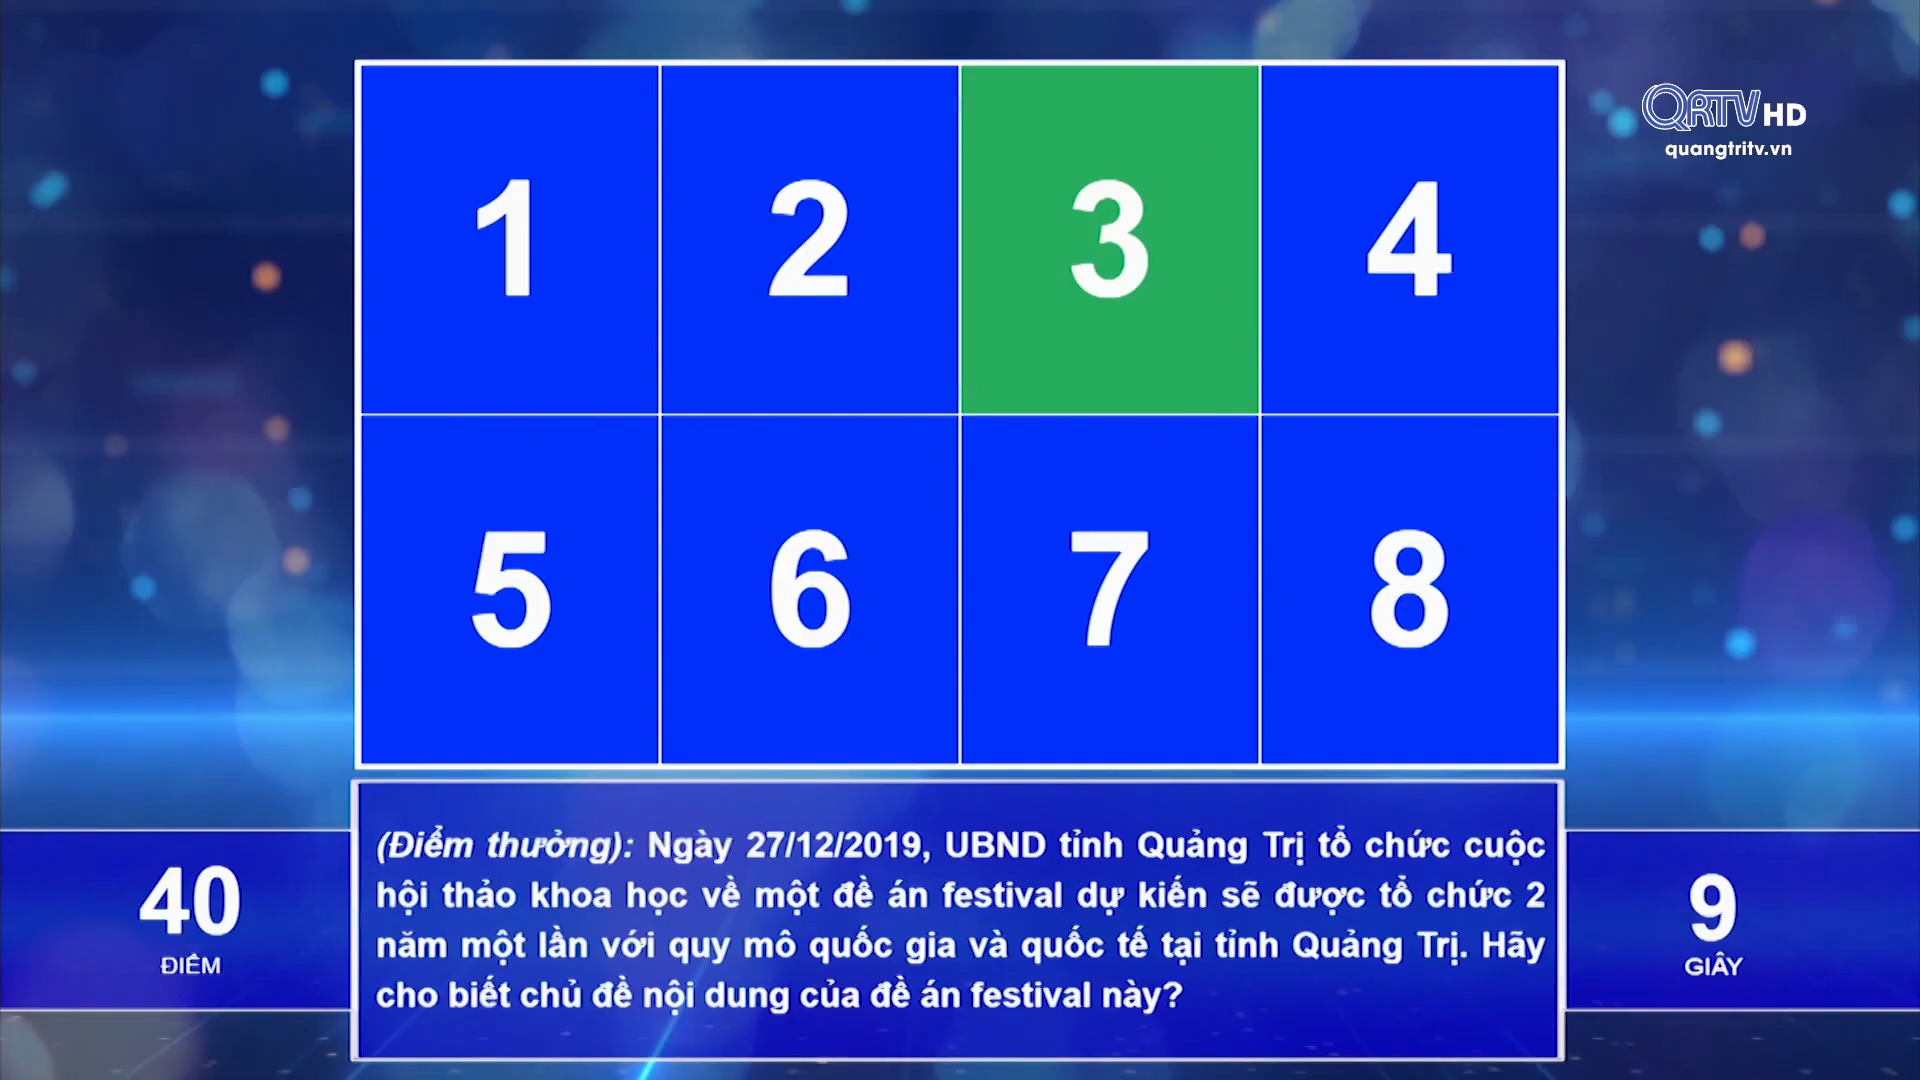 QRTV HD
quangtritv.vn
1 2 3 4
5 6 7 8
(Điểm thưởng): Ngày 27/12/2019, UBND tỉnh Quảng Trị tổ chức cuộc
hội thảo khoa học về một đề án festival dự kiến sẽ được tổ chức 2
năm một lần với quy mô quốc gia và quốc tế tại tỉnh Quảng Trị. Hãy
cho biết chủ đề nội dung của đề án festival này?
40
ĐIỂM
9
GIÂY